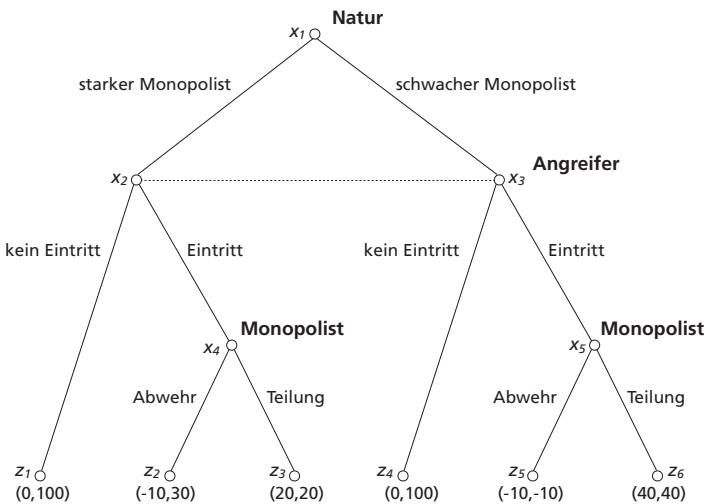 Natur
x1
starker Monopolist
schwacher Monopolist
Angreifer
x2
x3
kein Eintritt
Eintritt
kein Eintritt
Eintritt
Monopolist
Monopolist
x4
x5
Abwehr
Teilung
Abwehr
Teilung
z1
z2
z3
z4
z5
z6
(0,100)
(-10,30)
(20,20)
(0,100)
(-10,-10)
(40,40)